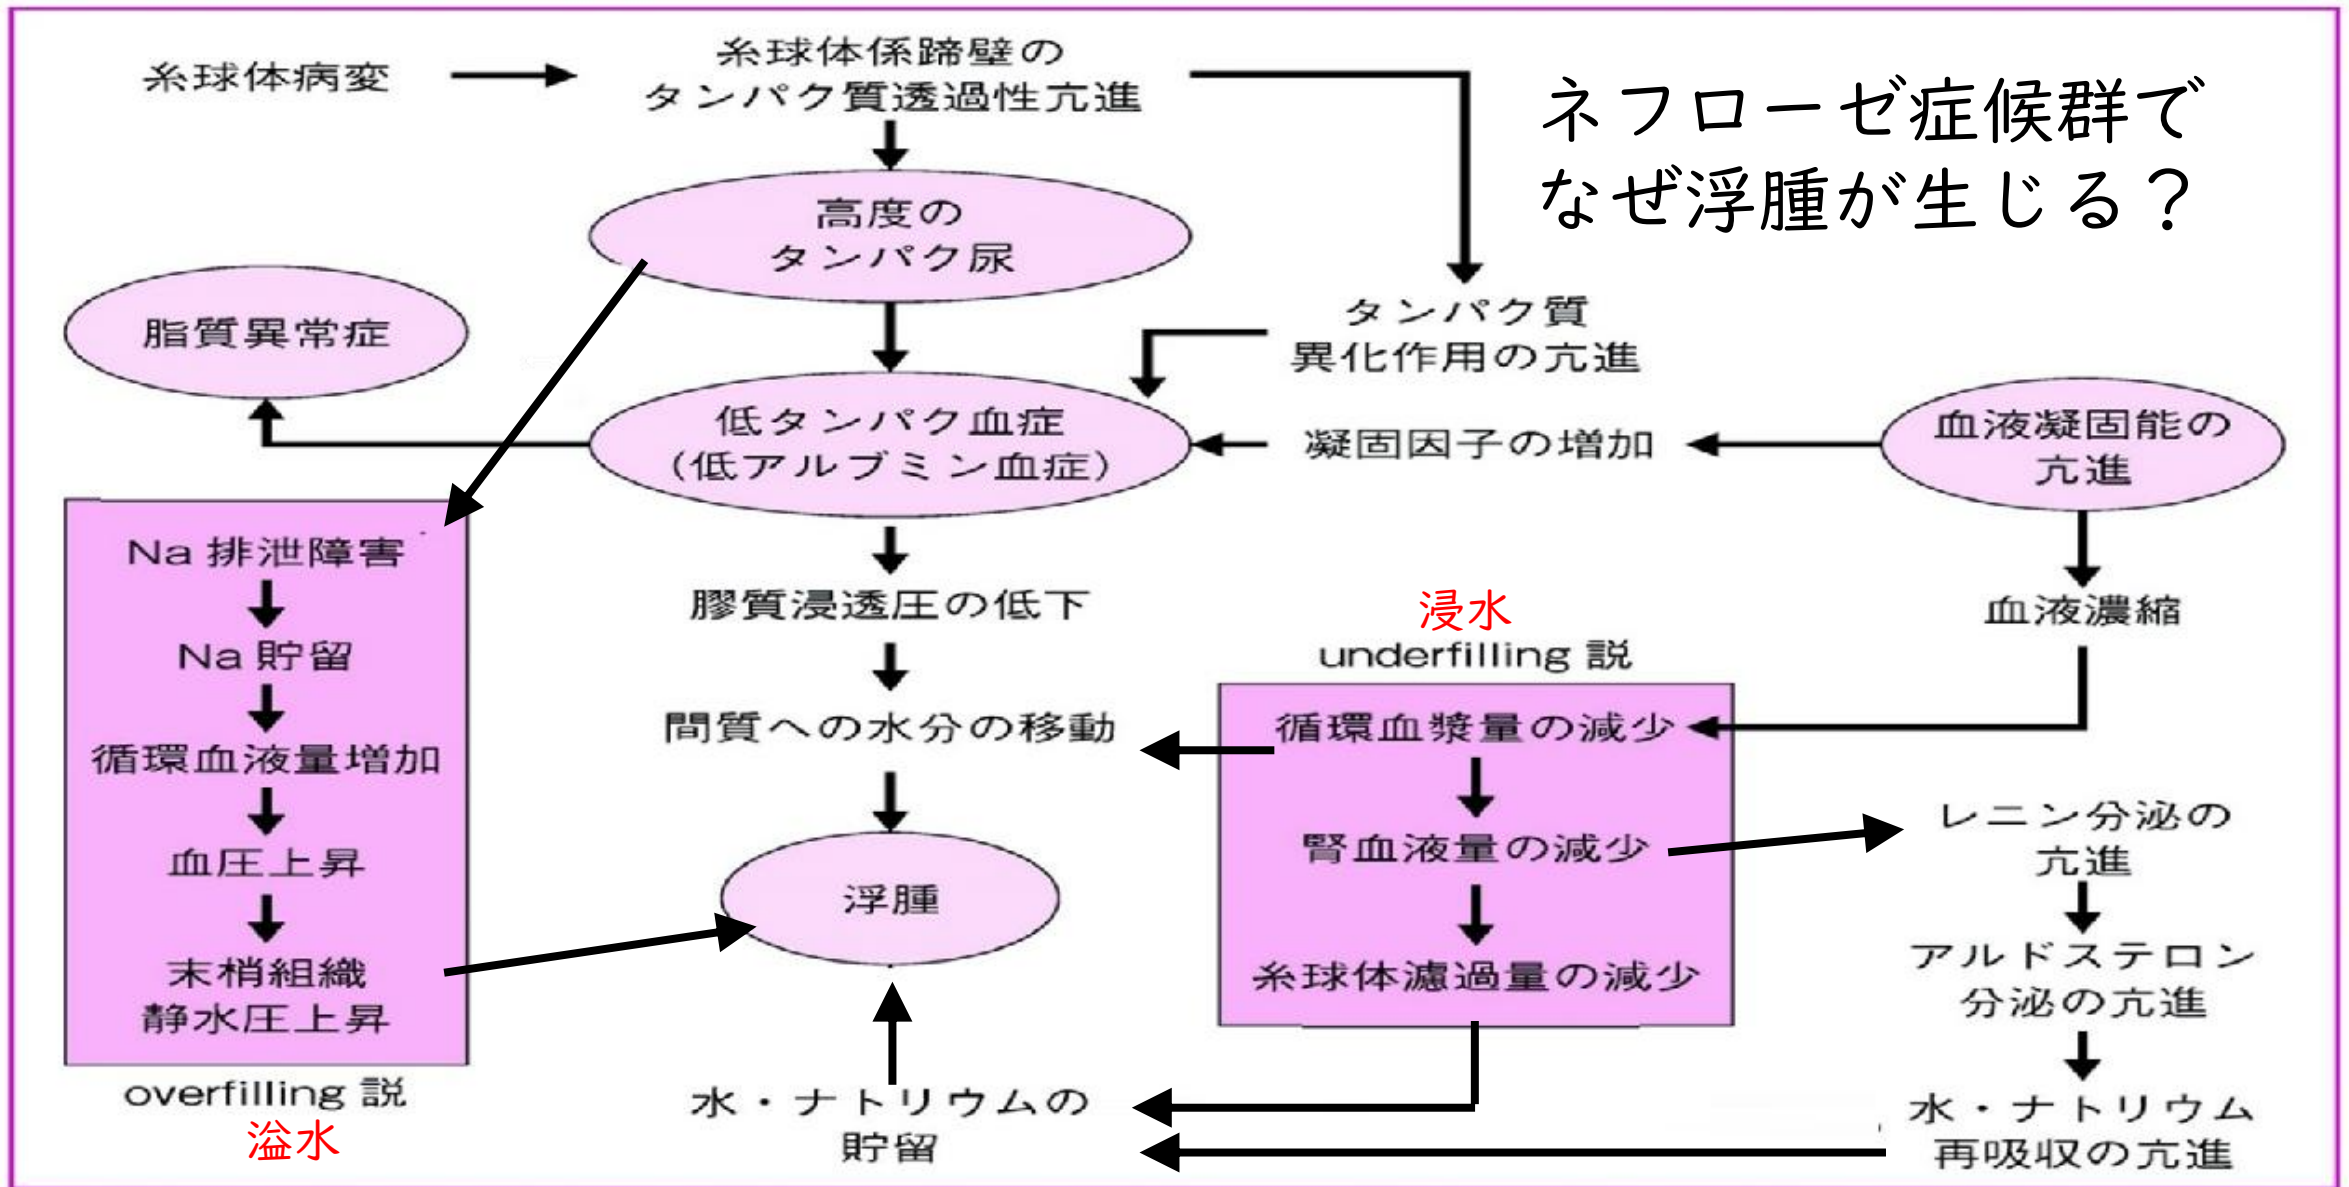 糸球体病変
糸球体係蹄壁の
タンパク質透過性亢進
ネフローゼ症候群で
なぜ浮腫が生じる？
高度の
タンパク尿
脂質異常症
タンパク質
異化作用の亢進
低タンパク血症
（低アルブミン血症）
凝固因子の増加
血液凝固能の
亢進
Na 排泄障害
Na 貯留
循環血液量増加
血圧上昇
末梢組織
静水圧上昇
overfilling 説
溢水
膠質浸透圧の低下
間質への水分の移動
浮腫
水・ナトリウムの
貯留
浸水
underfilling 説
循環血漿量の減少
腎血液量の減少
糸球体濾過量の減少
血液濃縮
レニン分泌の
亢進
アルドステロン
分泌の亢進
水・ナトリウム
再吸収の亢進